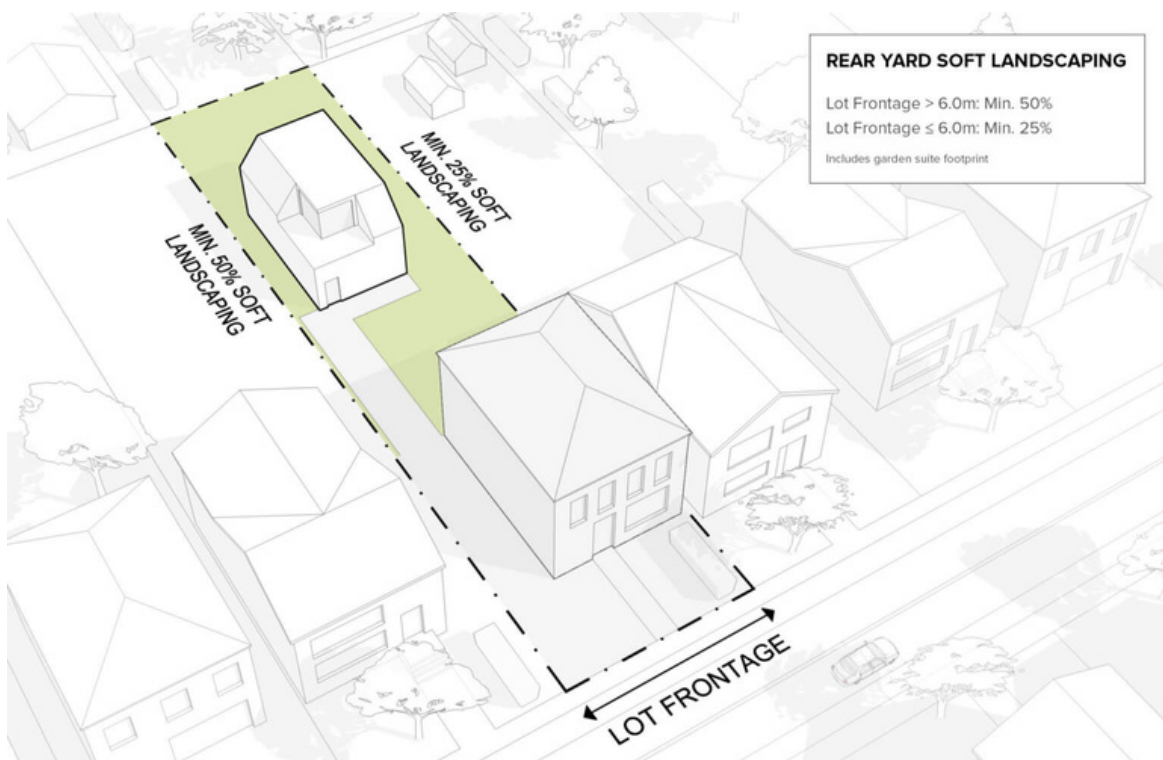 REAR YARD SOFT LANDSCAPING
Lot Frontage > 6.0m: Min. 50%
Lot Frontage ≤ 6.0m: Min. 25%
Includes garden suite footprint
MIN. 25% SOFT
LANDSCAPING
MIN. 50% SOFT
LANDSCAPING
LOT FRONTAGE